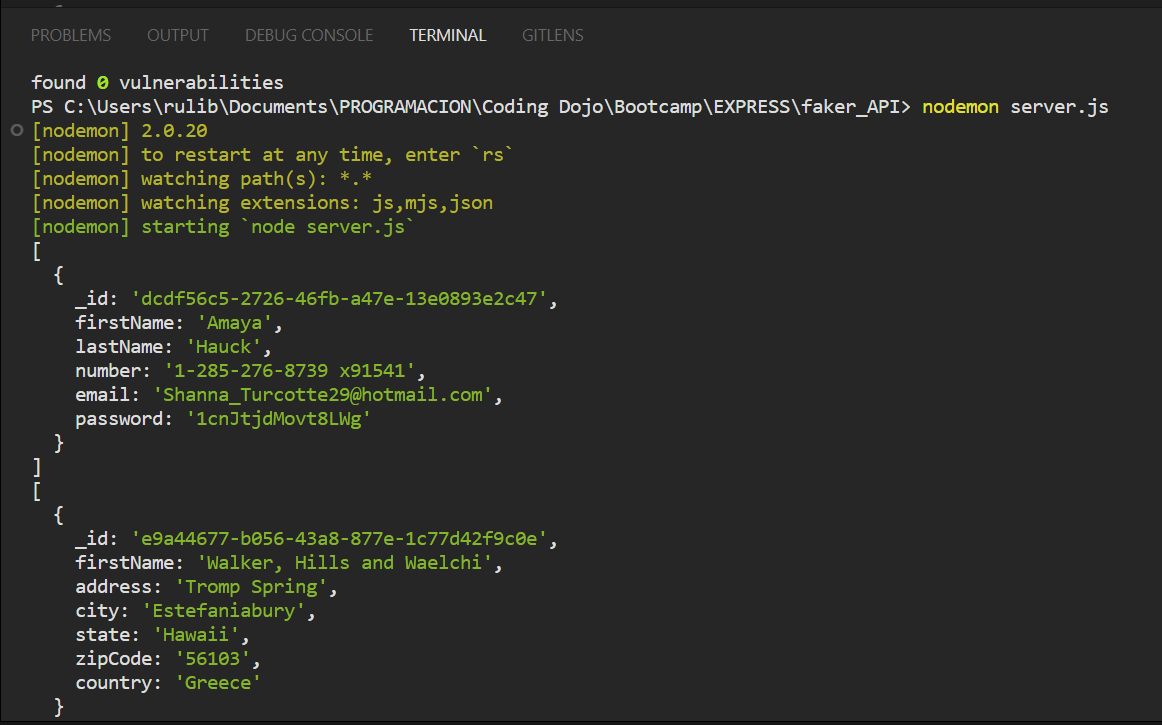 PROBLEMS OUTPUT DEBUG CONSOLE TERMINAL GITLENS
found 0 vulnerabilities
PS C:\Users\rulib\Documents\PROGRAMACION\Coding Dojo\Bootcamp\EXPRESS\faker_API> nodemon server.js
[nodemon] 2.0.20
[nodemon] to restart at any time, enter `rs`
[nodemon] watching path(s): *.*
[nodemon] watching extensions: js,mjs,json
[nodemon] starting `node server.js`
[
  {
    _id: 'dcdf56c5-2726-46fb-a47e-13e0893e2c47',
    firstName: 'Amaya',
    lastName: 'Hauck',
    number: '1-285-276-8739 x91541',
    email: 'Shanna_Turcotte29@hotmail.com',
    password: '1cnJtjdMovt8LWg'
  }
]
[
  {
    _id: 'e9a44677-b056-43a8-877e-1c77d42f9c0e',
    firstName: 'Walker, Hills and Waelchi',
    address: 'Tromp Spring',
    city: 'Estefaniabury',
    state: 'Hawaii',
    zipCode: '56103',
    country: 'Greece'
  }